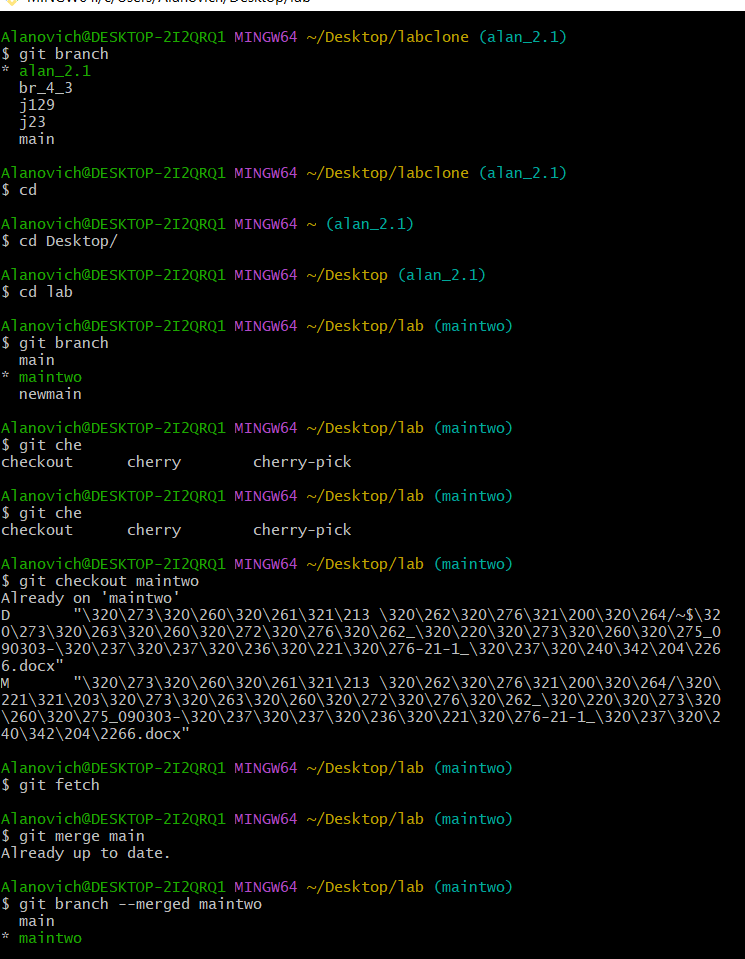 Alanovich@DESKTOP-2I2QRQ1 MINGW64 ~/Desktop/labclone (alan_2.1)
$ git branch
* alan_2.1
  br_4_3
  j129
  j23
  main
Alanovich@DESKTOP-2I2QRQ1 MINGW64 ~/Desktop/labclone (alan_2.1)
$ cd
Alanovich@DESKTOP-2I2QRQ1 MINGW64 ~ (alan_2.1)
$ cd Desktop/
Alanovich@DESKTOP-2I2QRQ1 MINGW64 ~/Desktop (alan_2.1)
$ cd lab
Alanovich@DESKTOP-2I2QRQ1 MINGW64 ~/Desktop/lab (maintwo)
$ git branch
  main
* maintwo
  newmain
Alanovich@DESKTOP-2I2QRQ1 MINGW64 ~/Desktop/lab (maintwo)
$ git che
checkout      cherry        cherry-pick
Alanovich@DESKTOP-2I2QRQ1 MINGW64 ~/Desktop/lab (maintwo)
$ git che
checkout      cherry        cherry-pick
Alanovich@DESKTOP-2I2QRQ1 MINGW64 ~/Desktop/lab (maintwo)
$ git checkout maintwo
Already on 'maintwo'
D       "\320\273\320\260\320\261\321\213 \320\262\320\276\321\200\320\264/~$\32
0\273\320\263\320\260\320\272\320\276\320\262_\320\220\320\273\320\260\320\275_0
90303-\320\237\320\237\320\236\320\221\320\276-21-1_\320\237\320\240\342\204\226
6.docx"
M       "\320\273\320\260\320\261\321\213 \320\262\320\276\321\200\320\264/\320\
221\321\203\320\273\320\263\320\260\320\272\320\276\320\262_\320\220\320\273\320
\260\320\275_090303-\320\237\320\237\320\236\320\221\320\276-21-1_\320\237\320\2
40\342\204\2266.docx"
Alanovich@DESKTOP-2I2QRQ1 MINGW64 ~/Desktop/lab (maintwo)
$ git fetch
Alanovich@DESKTOP-2I2QRQ1 MINGW64 ~/Desktop/lab (maintwo)
$ git merge main
Already up to date.
Alanovich@DESKTOP-2I2QRQ1 MINGW64 ~/Desktop/lab (maintwo)
$ git branch --merged maintwo
  main
* maintwo